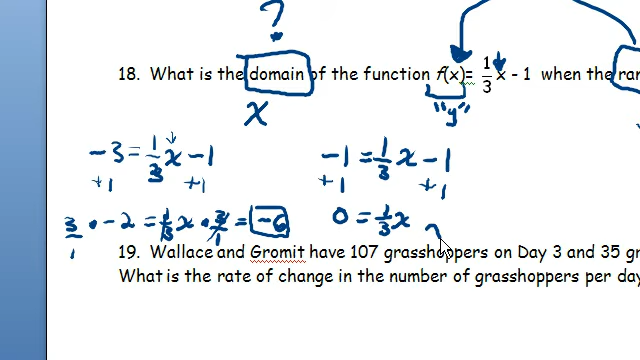 ?
18. What is the domain of the function f(x)= 1/3 x - 1 when the ran
x
"y"
-3 = 1/3 x - 1
+1 +1
3/1 • -2 = 1/3 x • 3/1 = -6
-1 = 1/3 x - 1
+1 +1
0 = 1/3 x
19. Wallace and Gromit have 107 grasshoppers on Day 3 and 35 gr
What is the rate of change in the number of grasshoppers per day